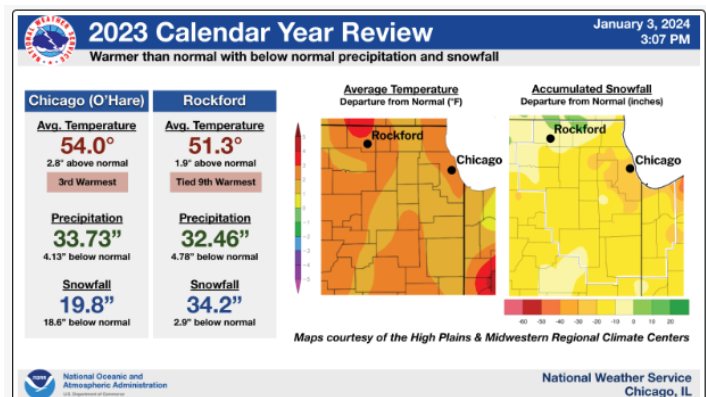 2023 Calendar Year Review
January 3, 2024
3:07 PM
Warmer than normal with below normal precipitation and snowfall
Chicago (O'Hare)
Avg. Temperature
54.0°
2.8° above normal
3rd Warmest
Precipitation
33.73”
4.13” below normal
Snowfall
19.8”
18.6” below normal
Rockford
Avg. Temperature
51.3°
1.9° above normal
Tied 9th Warmest
Precipitation
32.46”
4.78” below normal
Snowfall
34.2”
2.9” below normal
Average Temperature
Departure from Normal (°F)
Rockford
Chicago
Accumulated Snowfall
Departure from Normal (inches)
Rockford
Chicago
-60 -50 -40 -30 -20 -10 0 10 20
Maps courtesy of the High Plains & Midwestern Regional Climate Centers
National Oceanic and
Atmospheric Administration
U.S. Department of Commerce
National Weather Service
Chicago, IL